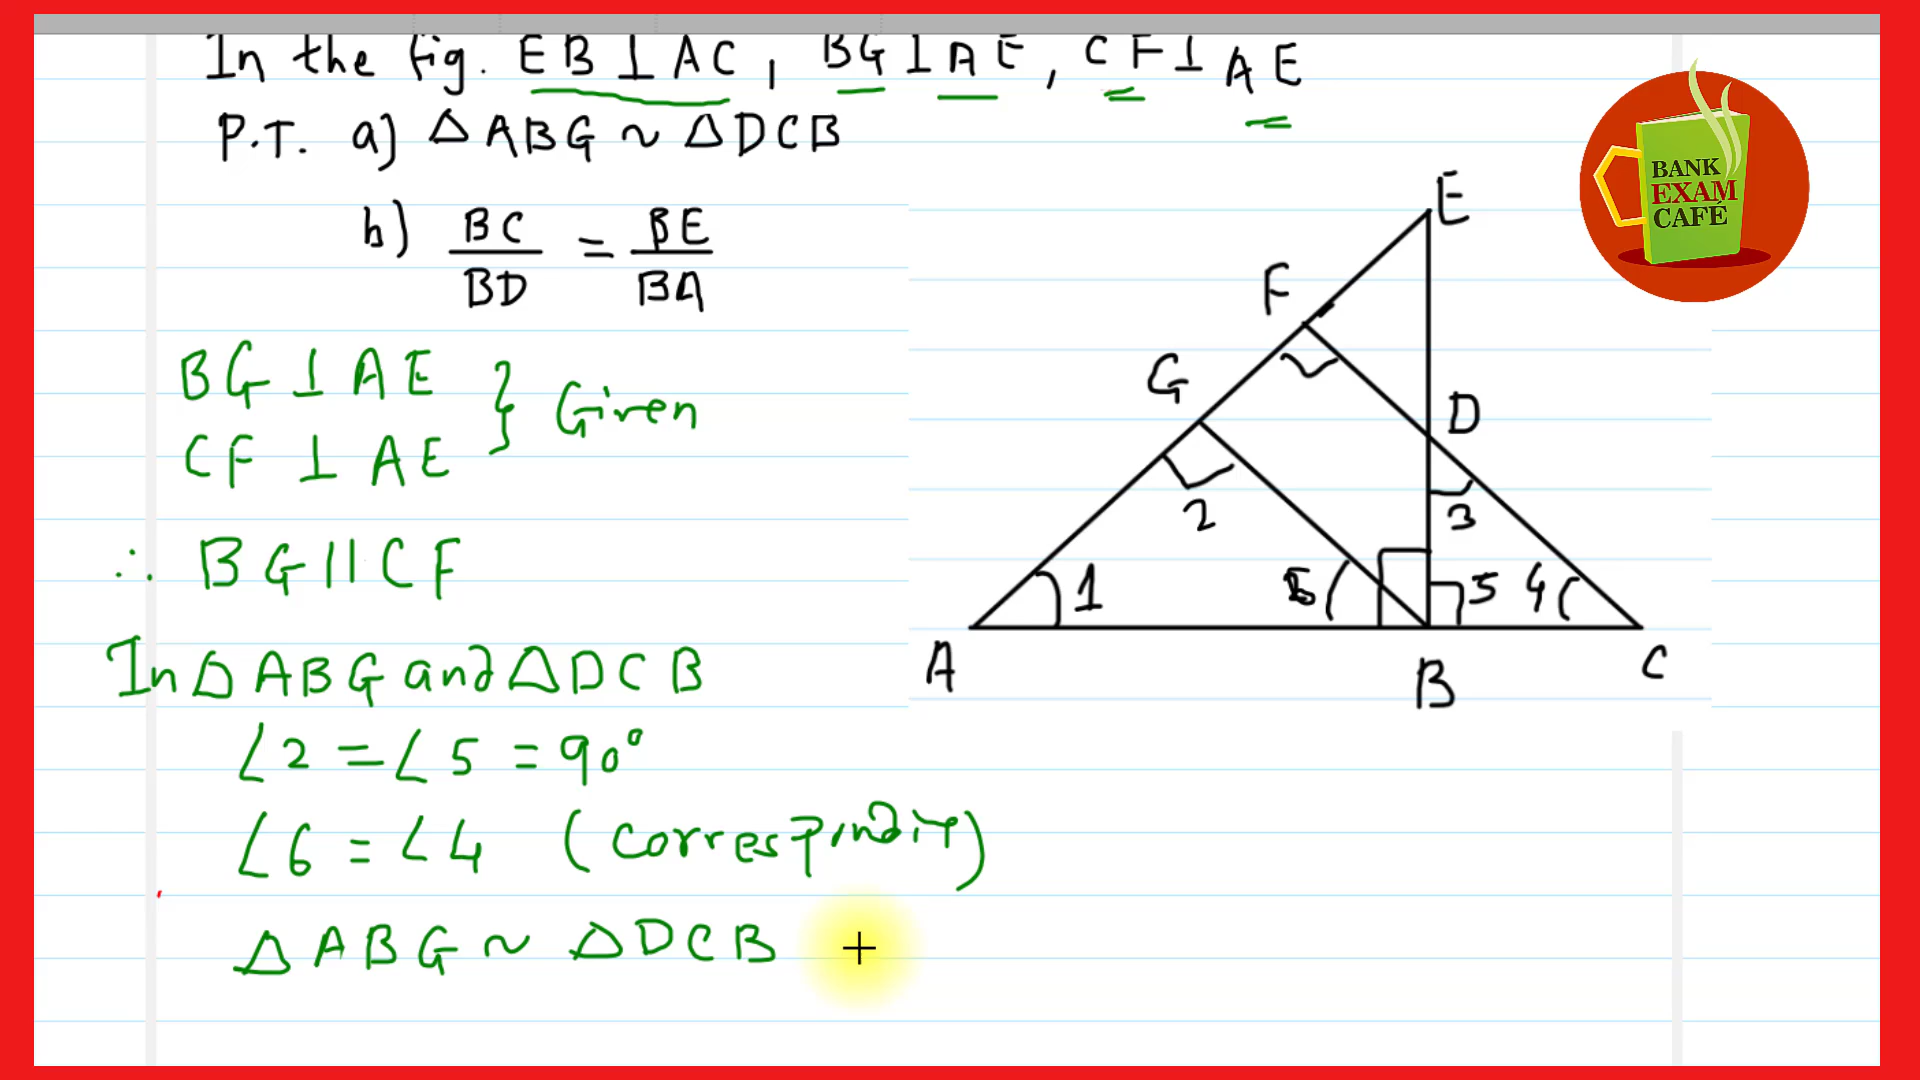 In the fig. EB ⊥ AC, BG ⊥ AE, CF ⊥ AE
P.T. a) △ABG ~ △DCB
b) BC/BD = BE/BA
BG ⊥ AE
CF ⊥ AE } Given
∴ BG || CF
In △ABG and △DCB
∠2 = ∠5 = 90°
∠6 = ∠4 (corresponding)
△ABG ~ △DCB
E
F
G
D
2
3
1
6
5
4
A
B
C
BANK
EXAM
CAFÉ